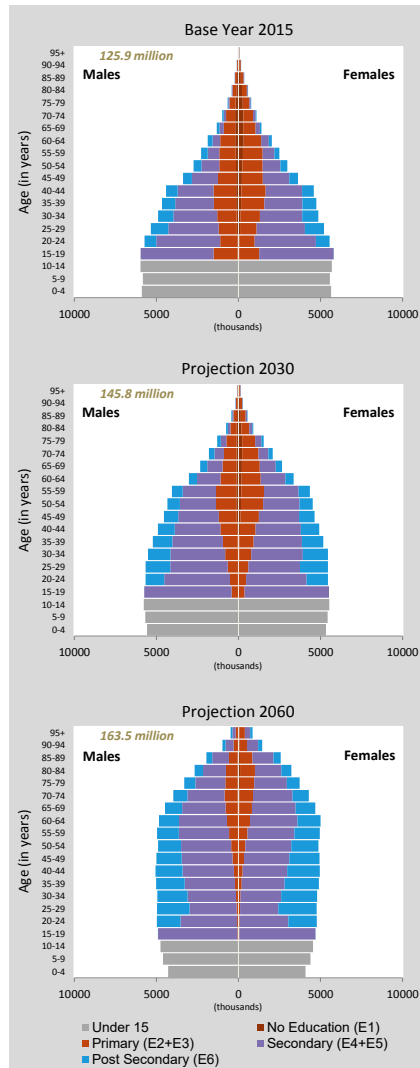 Base Year 2015
125.9 million
Males
Females
Age (in years)
95+
90-94
85-89
80-84
75-79
70-74
65-69
60-64
55-59
50-54
45-49
40-44
35-39
30-34
25-29
20-24
15-19
10-14
5-9
0-4
10000 5000 0 5000 10000
(thousands)
Projection 2030
145.8 million
Males
Females
Age (in years)
95+
90-94
85-89
80-84
75-79
70-74
65-69
60-64
55-59
50-54
45-49
40-44
35-39
30-34
25-29
20-24
15-19
10-14
5-9
0-4
10000 5000 0 5000 10000
(thousands)
Projection 2060
163.5 million
Males
Females
Age (in years)
95+
90-94
85-89
80-84
75-79
70-74
65-69
60-64
55-59
50-54
45-49
40-44
35-39
30-34
25-29
20-24
15-19
10-14
5-9
0-4
10000 5000 0 5000 10000
(thousands)
Under 15 No Education (E1)
Primary (E2+E3) Secondary (E4+E5)
Post Secondary (E6)